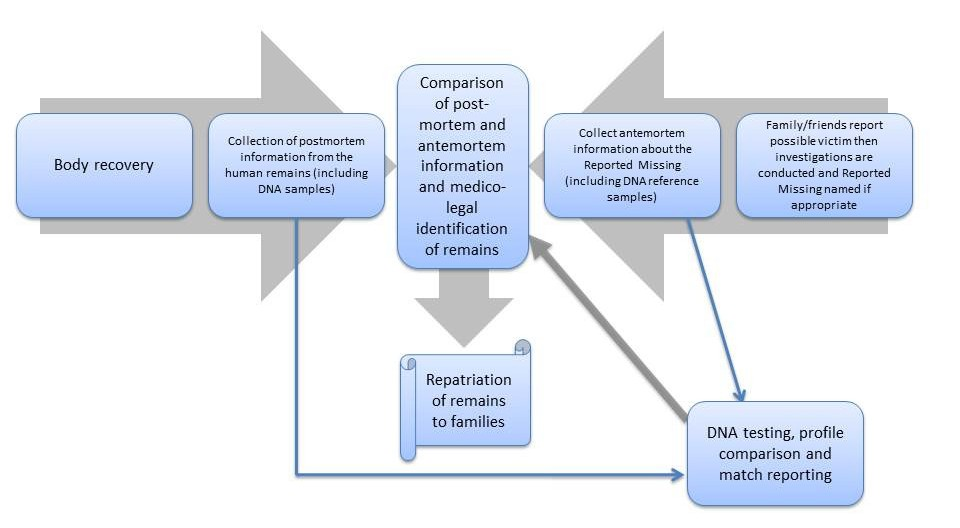 Body recovery
Collection of postmortem
information from the
human remains (including
DNA samples)
Comparison
of post-
mortem and
antemortem
information
and medico-
legal
identification
of remains
Collect antemortem
information about the
Reported Missing
(including DNA reference
samples)
Family/friends report
possible victim then
investigations are
conducted and Reported
Missing named if
appropriate
Repatriation
of remains
to families
DNA testing, profile
comparison and
match reporting